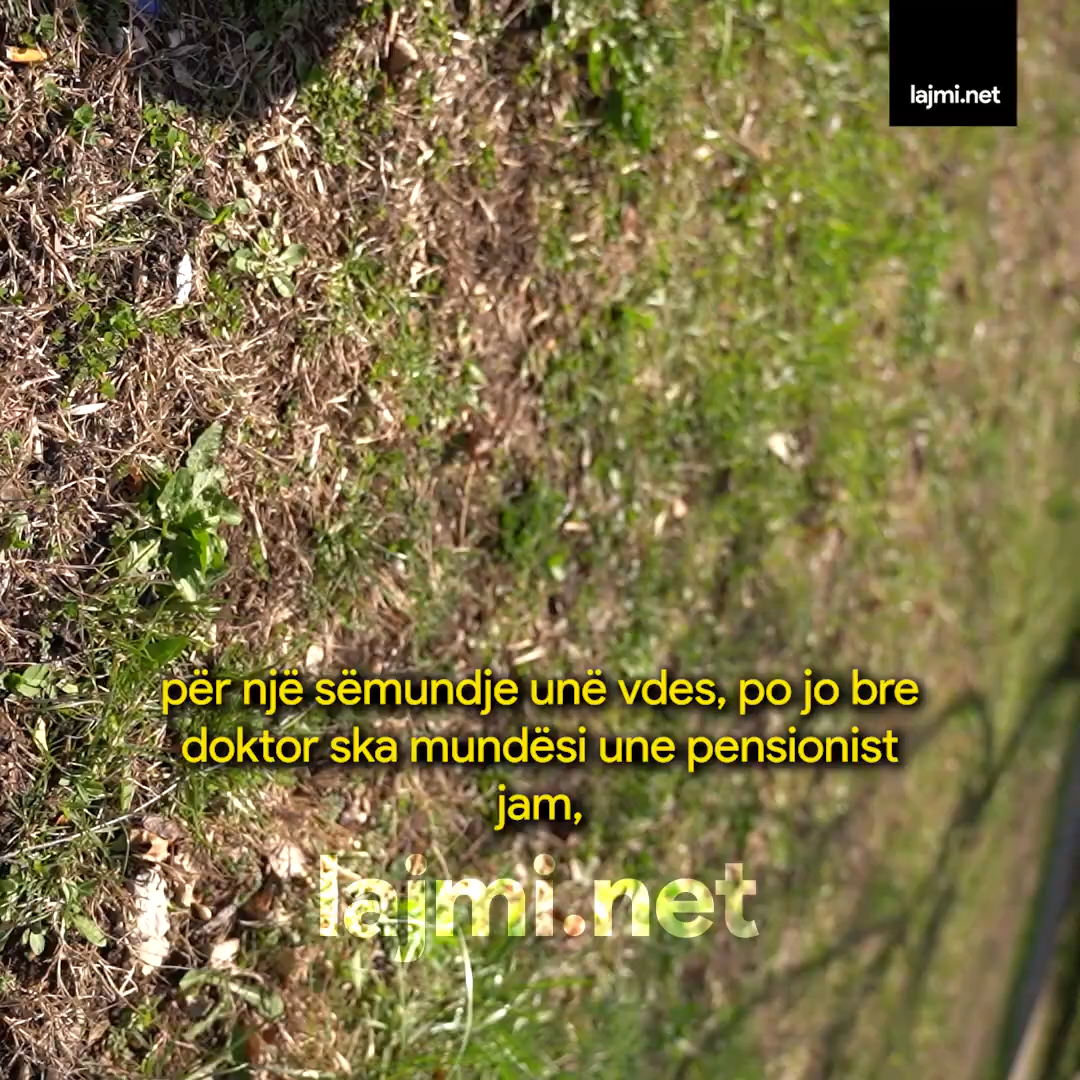 lajmi.net
për një sëmundje unë vdes, po jo bre
doktor ska mundësi une pensionist
jam,
lajmi.net